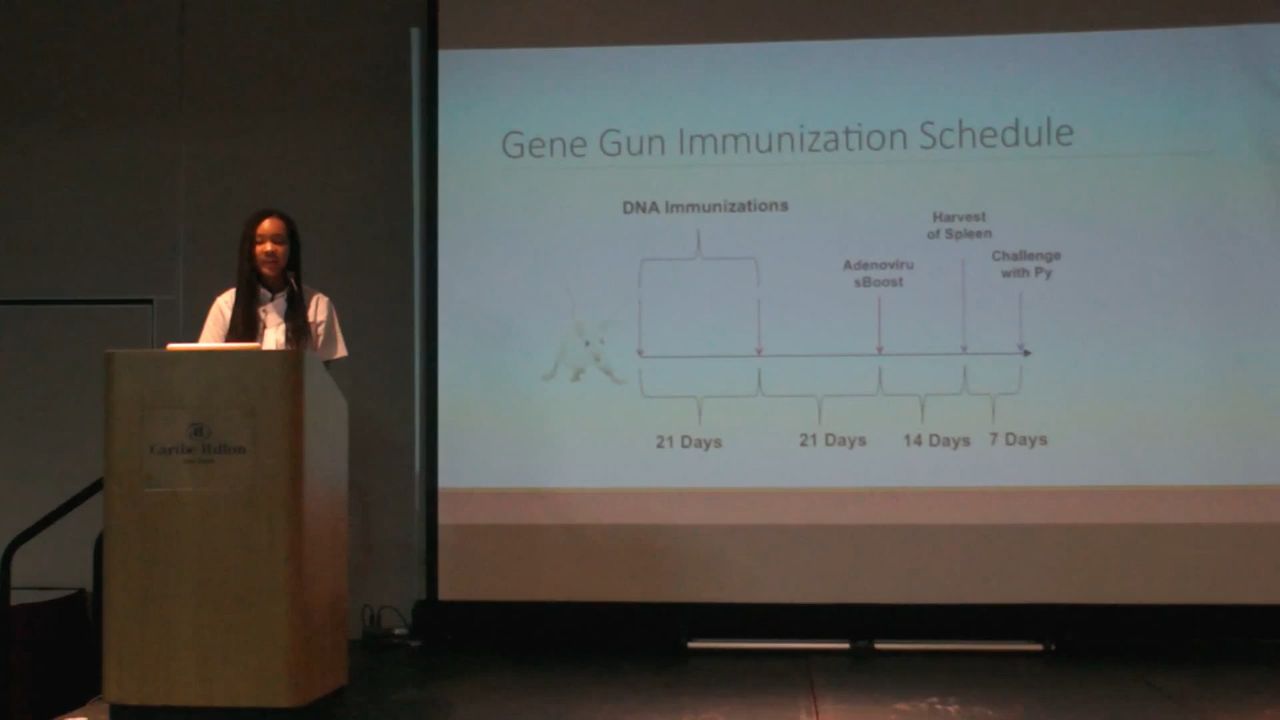 Gene Gun Immunization Schedule
DNA Immunizations
Harvest
of Spleen
Adenoviru
sBoost
Challenge
with Py
21 Days
21 Days
14 Days
7 Days
Caribe Hilton